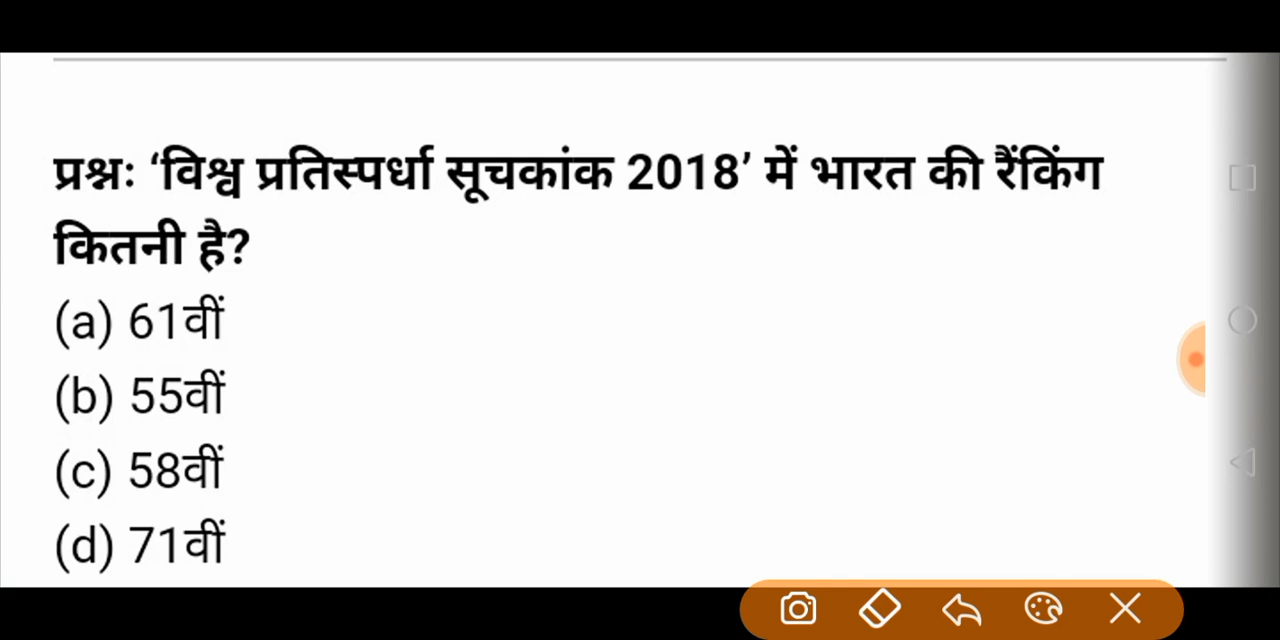 प्रश्नः ‘विश्व प्रतिस्पर्धा सूचकांक 2018’ में भारत की रैंकिंग
कितनी है?
(a) 61वीं
(b) 55वीं
(c) 58वीं
(d) 71वीं